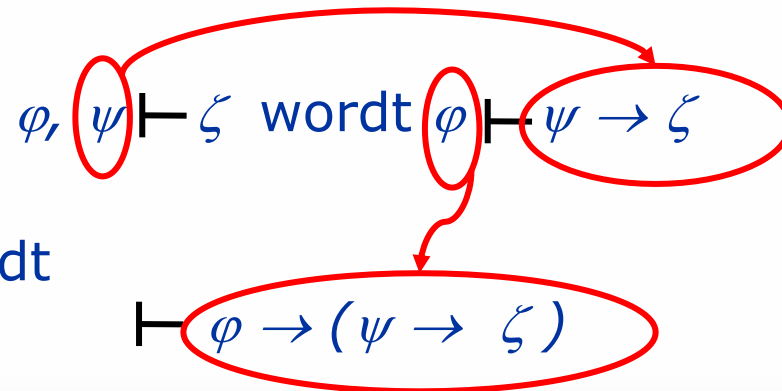 φ, ψ ⊢ ζ wordt φ ⊢ ψ → ζ
dt
⊢ φ → (ψ → ζ)